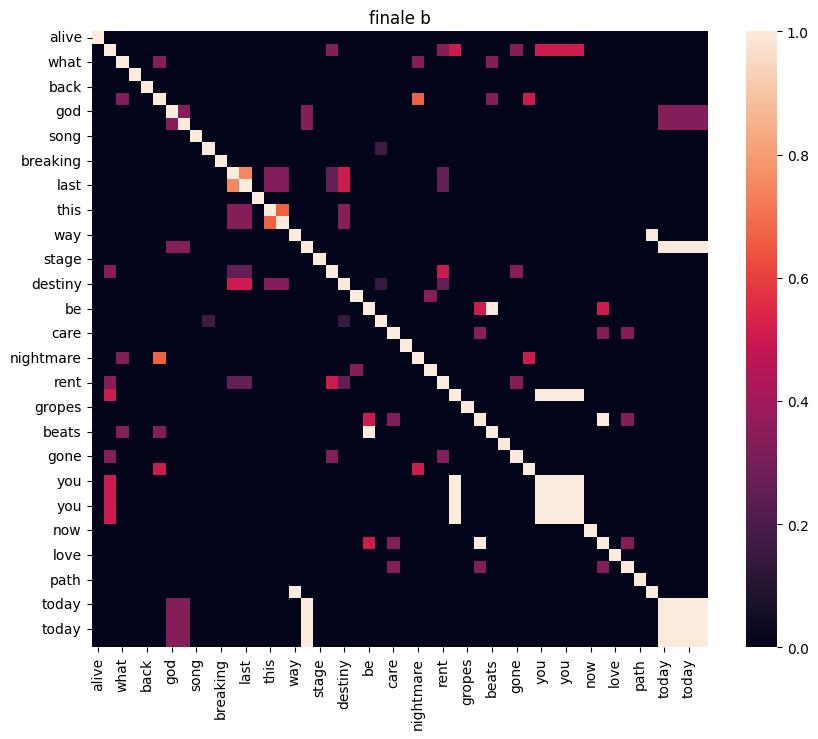 finale b
alive
what
back
god
song
breaking
last
this
way
stage
destiny
be
care
nightmare
rent
gropes
beats
gone
you
you
now
love
path
today
today
1.0
0.8
0.6
0.4
0.2
0.0
alive
what
back
god
song
breaking
last
this
way
stage
destiny
be
care
nightmare
rent
gropes
beats
gone
you
you
now
love
path
today
today